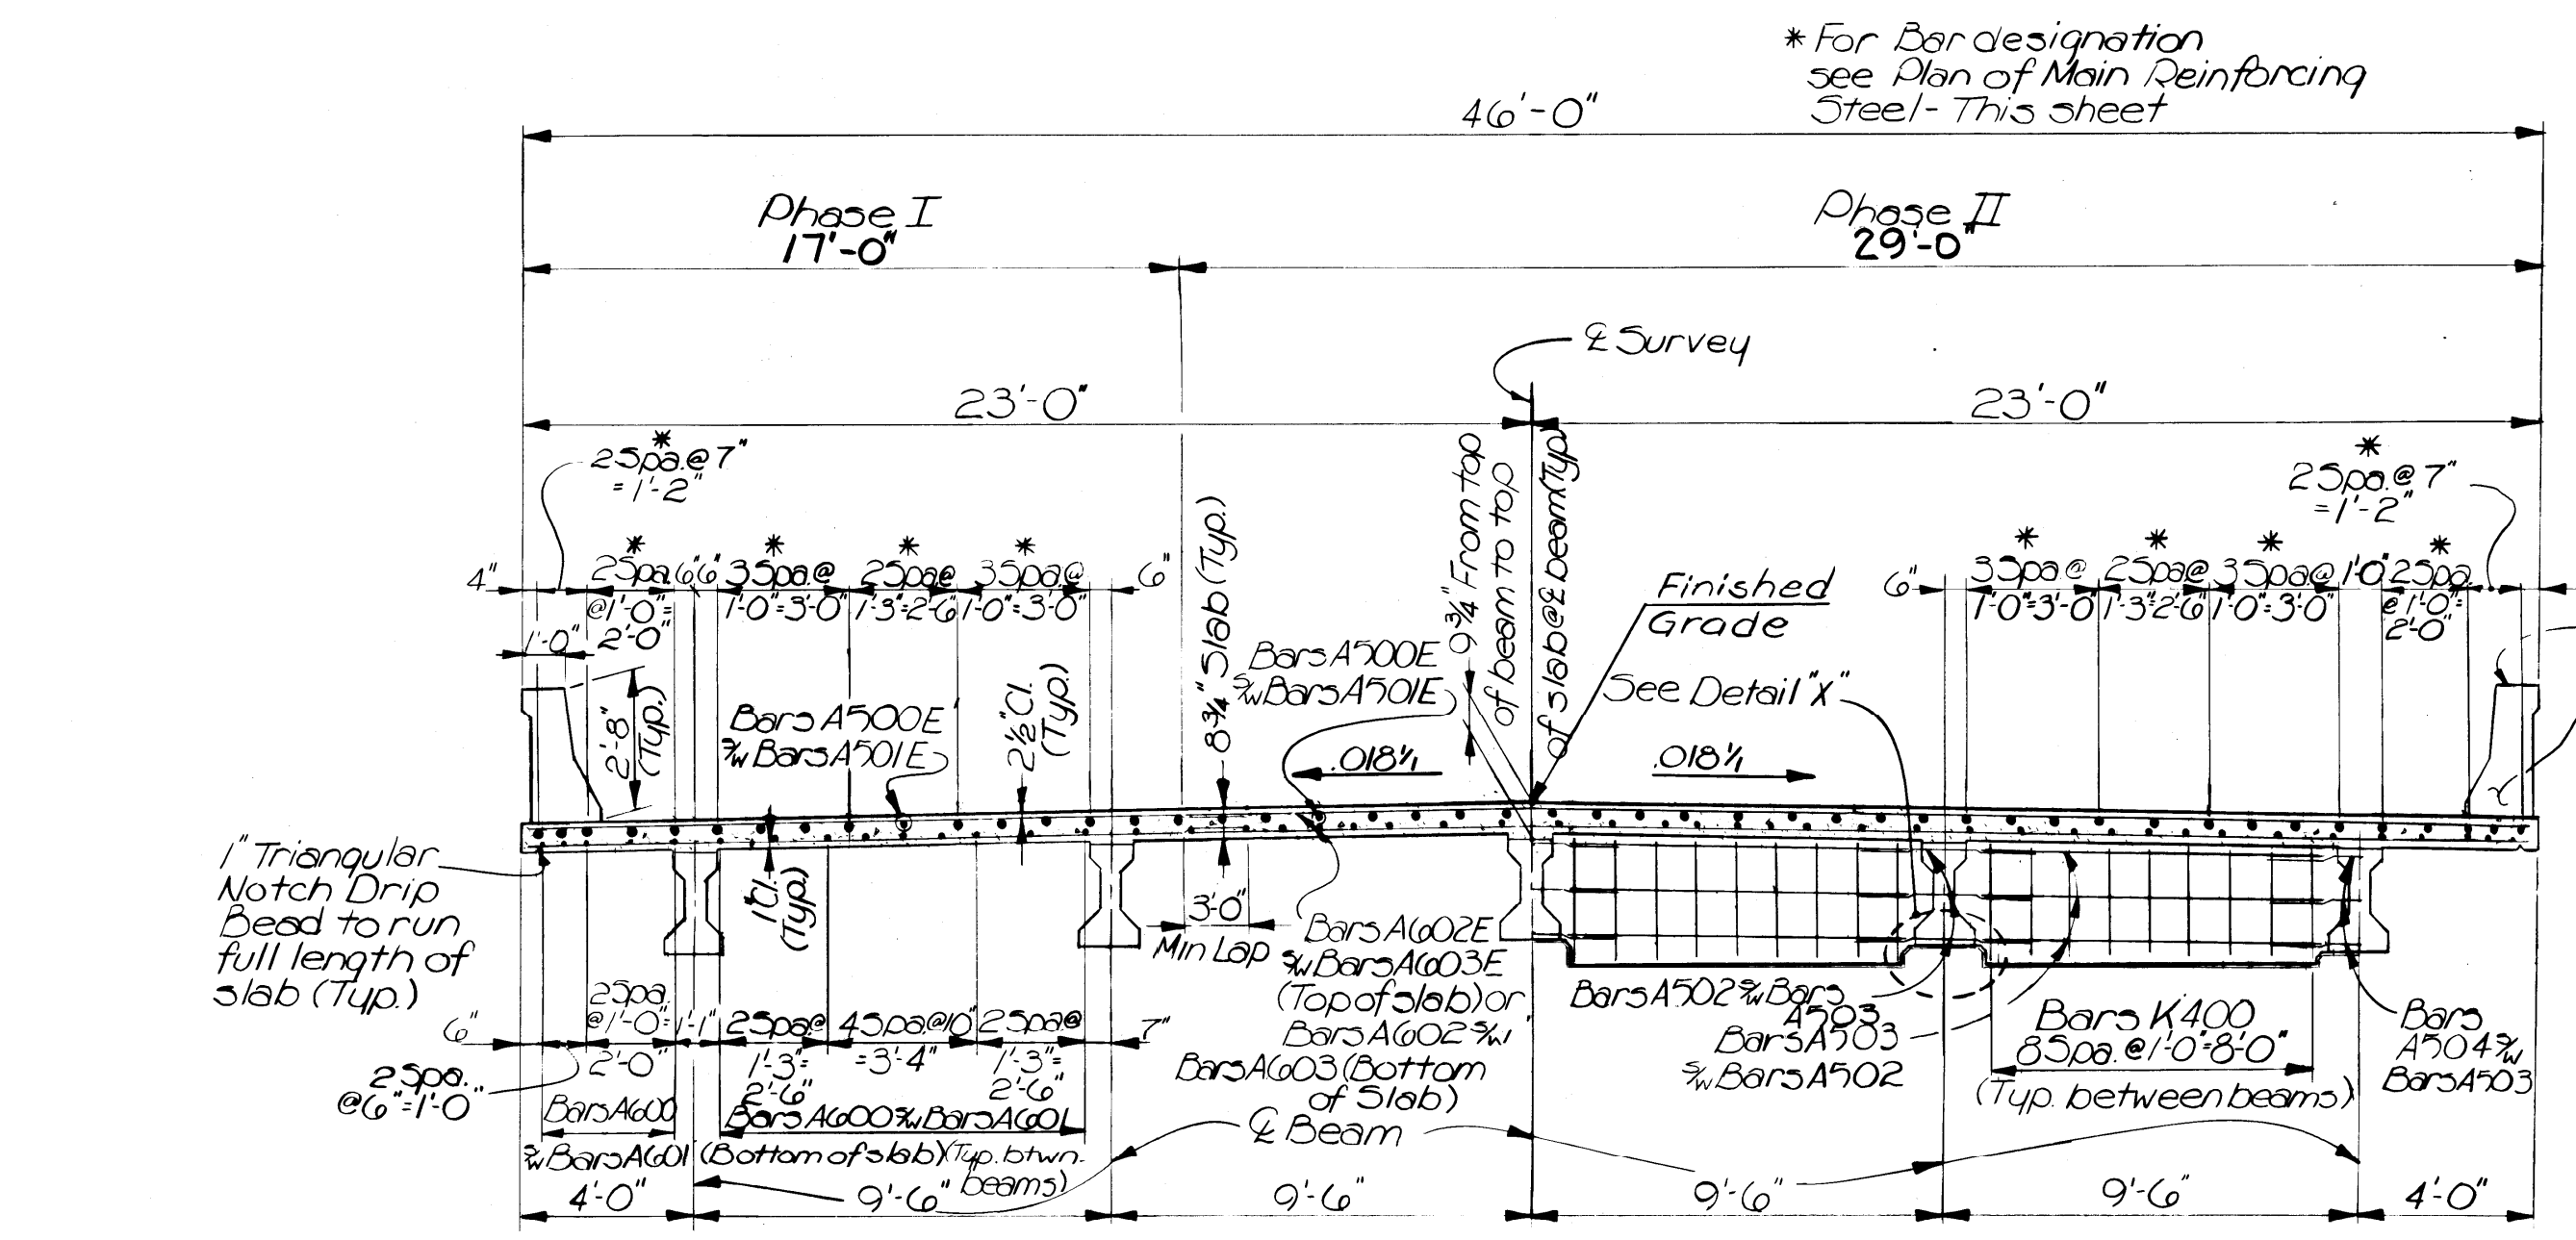 * For Bar designation
see Plan of Main Reinforcing
Steel - This sheet
46'-0"
Phase I
17'-0"
Phase II
29'-0"
℄ Survey
23'-0"
23'-0"
*
2 Spa. @ 7"
= 1'-2"
*
2 Spa. @ 7"
= 1'-2"
4"
*
2 Spa.
@ 1'-0" =
2'-0"
6" 6"
*
3 Spa. @
1'-0" = 3'-0"
*
2 Spa. @
1'-3" = 2'-6"
*
3 Spa. @
1'-0" = 3'-0"
6"
6"
*
3 Spa. @
1'-0" = 3'-0"
*
2 Spa. @
1'-3" = 2'-6"
*
3 Spa. @
1'-0" = 3'-0"
1'-0"
*
2 Spa.
@ 1'-0" =
2'-0"
1'-0"
2'-8"
(Typ.)
Bars A500E
s/w Bars A501E
2½" Cl.
(Typ.)
8¾" Slab (Typ.)
Bars A500E
s/w Bars A501E
9¾" From top
of beam to top
of slab @ ℄ beam (Typ.)
Finished
Grade
See Detail "X"
.018'/1
.018'/1
1" Triangular
Notch Drip
Bead to run
full length of
slab (Typ.)
1" Cl.
(Typ.)
3'-0"
Min Lap
Bars A602E
s/w Bars A603E
(Top of slab) or
Bars A602 s/w
Bars A603 (Bottom
of Slab)
Bars A502 s/w Bars
A503
Bars A503
s/w Bars A502
Bars K400
8 Spa. @ 1'-0" = 8'-0"
(Typ. between beams)
Bars
A504 s/w
Bars A503
6"
2 Spa.
@ 6" = 1'-0"
2 Spa.
@ 1'-0" =
2'-0"
1'-1"
2 Spa. @
1'-3" =
2'-6"
4 Spa. @ 10"
= 3'-4"
2 Spa. @
1'-3" =
2'-6"
7"
Bars A600
s/w Bars A601
Bars A600 s/w Bars A601
(Bottom of slab) (Typ. btwn.
beams)
℄ Beam
4'-0"
9'-6"
9'-6"
9'-6"
9'-6"
4'-0"